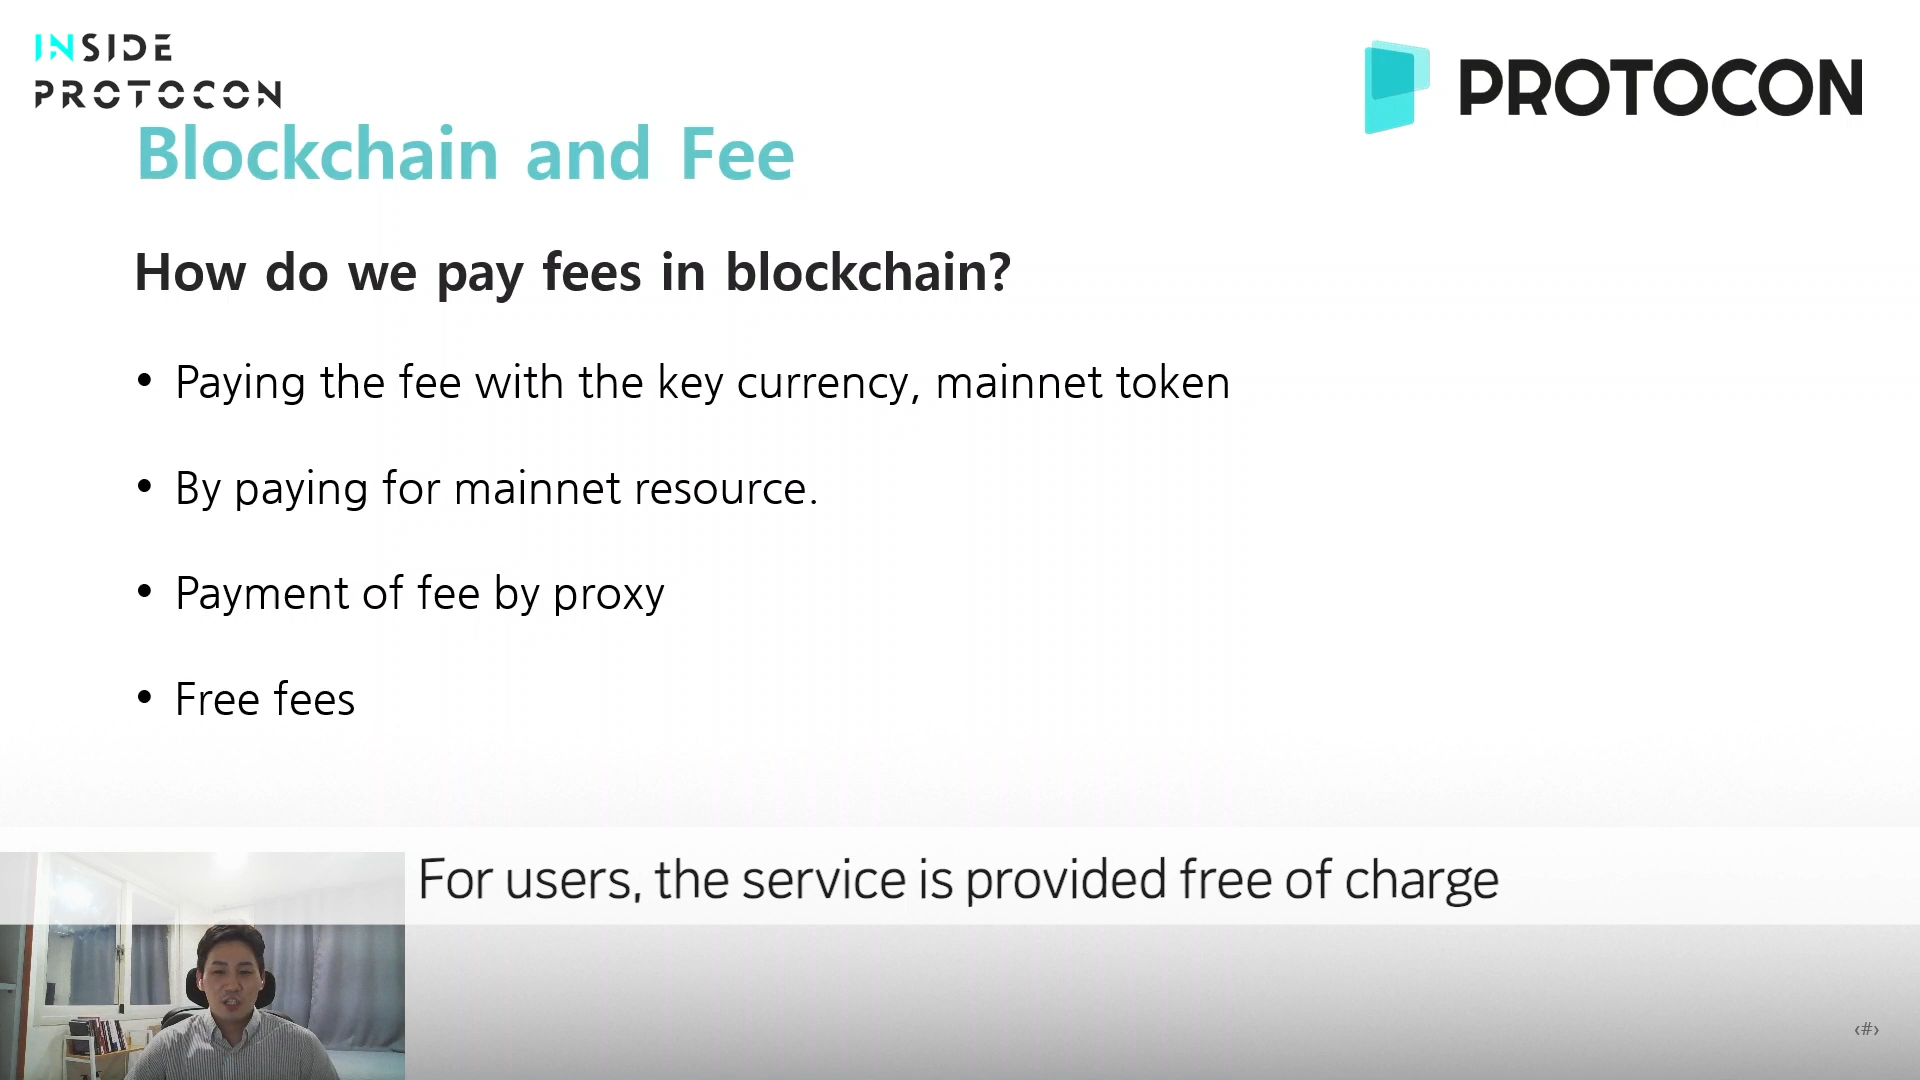 INSIDE
PROTOCON
PROTOCON
Blockchain and Fee
How do we pay fees in blockchain?
• Paying the fee with the key currency, mainnet token
• By paying for mainnet resource.
• Payment of fee by proxy
• Free fees
For users, the service is provided free of charge
‹#›